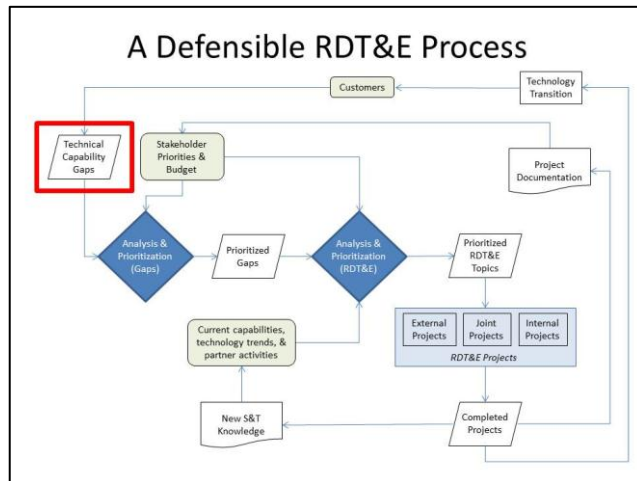 A Defensible RDT&E Process
Customers
Technology
Transition
Technical
Capability
Gaps
Stakeholder
Priorities &
Budget
Project
Documentation
Analysis &
Prioritization
(Gaps)
Prioritized
Gaps
Analysis &
Prioritization
(RDT&E)
Prioritized
RDT&E
Topics
External
Projects
Joint
Projects
Internal
Projects
RDT&E Projects
Current capabilities,
technology trends, &
partner activities
New S&T
Knowledge
Completed
Projects